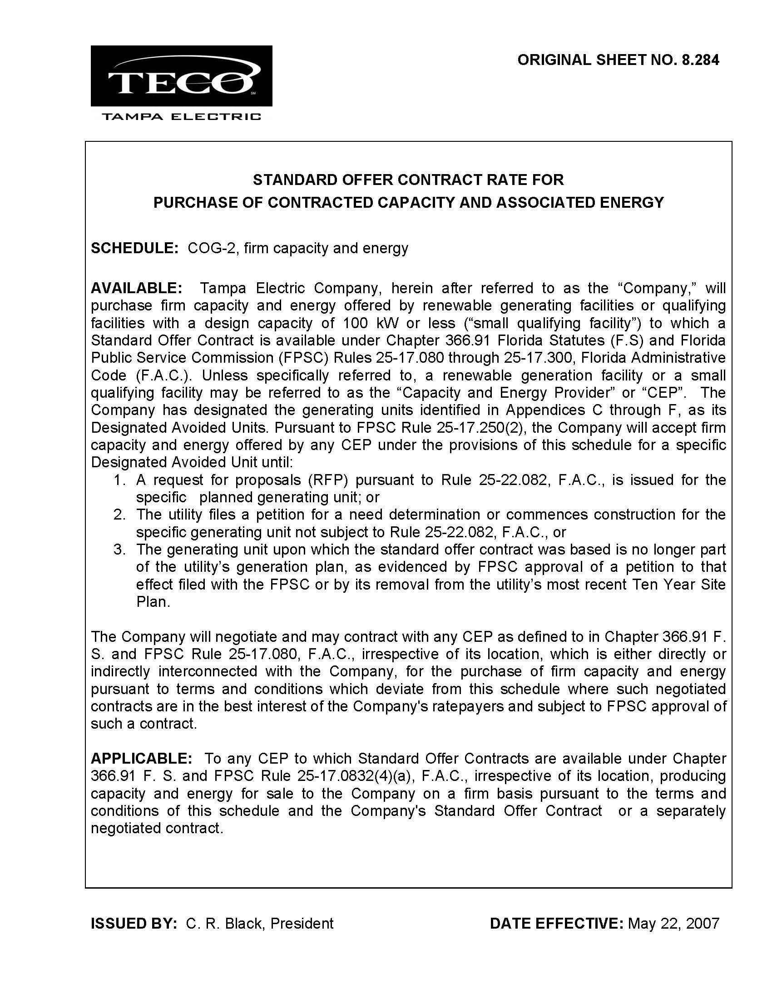 TECO
SM
TAMPA ELECTRIC
ORIGINAL SHEET NO. 8.284
STANDARD OFFER CONTRACT RATE FOR
PURCHASE OF CONTRACTED CAPACITY AND ASSOCIATED ENERGY
SCHEDULE: COG-2, firm capacity and energy
AVAILABLE: Tampa Electric Company, herein after referred to as the “Company,” will
purchase firm capacity and energy offered by renewable generating facilities or qualifying
facilities with a design capacity of 100 kW or less (“small qualifying facility”) to which a
Standard Offer Contract is available under Chapter 366.91 Florida Statutes (F.S) and Florida
Public Service Commission (FPSC) Rules 25-17.080 through 25-17.300, Florida Administrative
Code (F.A.C.). Unless specifically referred to, a renewable generation facility or a small
qualifying facility may be referred to as the “Capacity and Energy Provider” or “CEP”. The
Company has designated the generating units identified in Appendices C through F, as its
Designated Avoided Units. Pursuant to FPSC Rule 25-17.250(2), the Company will accept firm
capacity and energy offered by any CEP under the provisions of this schedule for a specific
Designated Avoided Unit until:
1. A request for proposals (RFP) pursuant to Rule 25-22.082, F.A.C., is issued for the
specific planned generating unit; or
2. The utility files a petition for a need determination or commences construction for the
specific generating unit not subject to Rule 25-22.082, F.A.C., or
3. The generating unit upon which the standard offer contract was based is no longer part
of the utility’s generation plan, as evidenced by FPSC approval of a petition to that
effect filed with the FPSC or by its removal from the utility’s most recent Ten Year Site
Plan.
The Company will negotiate and may contract with any CEP as defined to in Chapter 366.91 F.
S. and FPSC Rule 25-17.080, F.A.C., irrespective of its location, which is either directly or
indirectly interconnected with the Company, for the purchase of firm capacity and energy
pursuant to terms and conditions which deviate from this schedule where such negotiated
contracts are in the best interest of the Company's ratepayers and subject to FPSC approval of
such a contract.
APPLICABLE: To any CEP to which Standard Offer Contracts are available under Chapter
366.91 F. S. and FPSC Rule 25-17.0832(4)(a), F.A.C., irrespective of its location, producing
capacity and energy for sale to the Company on a firm basis pursuant to the terms and
conditions of this schedule and the Company's Standard Offer Contract or a separately
negotiated contract.
ISSUED BY: C. R. Black, President
DATE EFFECTIVE: May 22, 2007